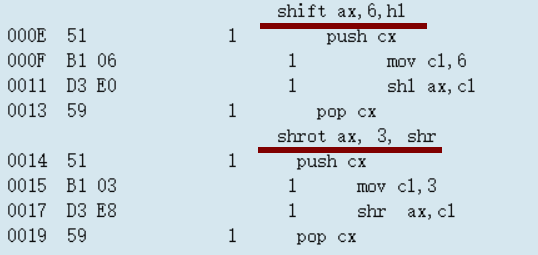 shift ax,6,hl
000E 51 1 push cx
000F B1 06 1 mov cl,6
0011 D3 E0 1 shl ax,cl
0013 59 1 pop cx
shrot ax, 3, shr
0014 51 1 push cx
0015 B1 03 1 mov cl,3
0017 D3 E8 1 shr ax,cl
0019 59 1 pop cx